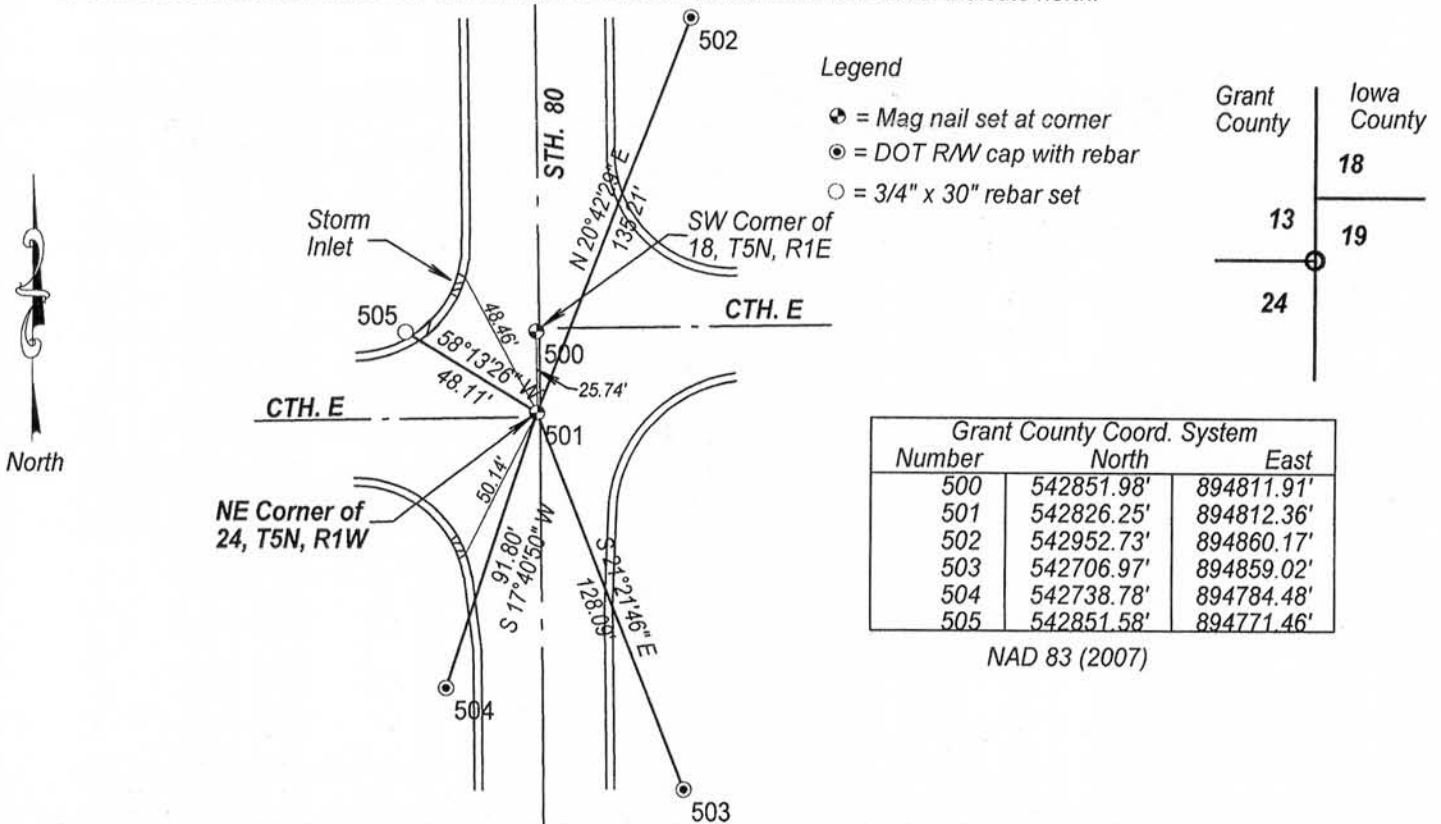 502
Legend
= Mag nail set at corner
= DOT R/W cap with rebar
= 3/4" x 30" rebar set
Grant
County
Iowa
County
18
13
19
24
STH. 80
N 20°42'29" E
135.21'
Storm
Inlet
SW Corner of
18, T5N, R1E
505
48.46'
CTH. E
500
58°13'26" W
48.11'
25.74'
CTH. E
501
North
NE Corner of
24, T5N, R1W
50.14'
91.80'
S 17°40'50" W
S 21°21'46" E
128.09'
504
503
Grant County Coord. System
Number North East
500 542851.98' 894811.91'
501 542826.25' 894812.36'
502 542952.73' 894860.17'
503 542706.97' 894859.02'
504 542738.78' 894784.48'
505 542851.58' 894771.46'
NAD 83 (2007)